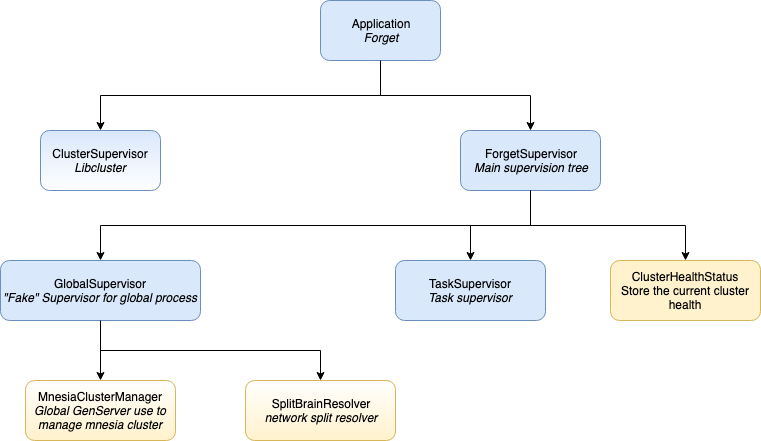 Application
Forget
ClusterSupervisor
Libcluster
ForgetSupervisor
Main supervision tree
GlobalSupervisor
"Fake" Supervisor for global process
TaskSupervisor
Task supervisor
ClusterHealthStatus
Store the current cluster
health
MnesiaClusterManager
Global GenServer use to
manage mnesia cluster
SplitBrainResolver
network split resolver